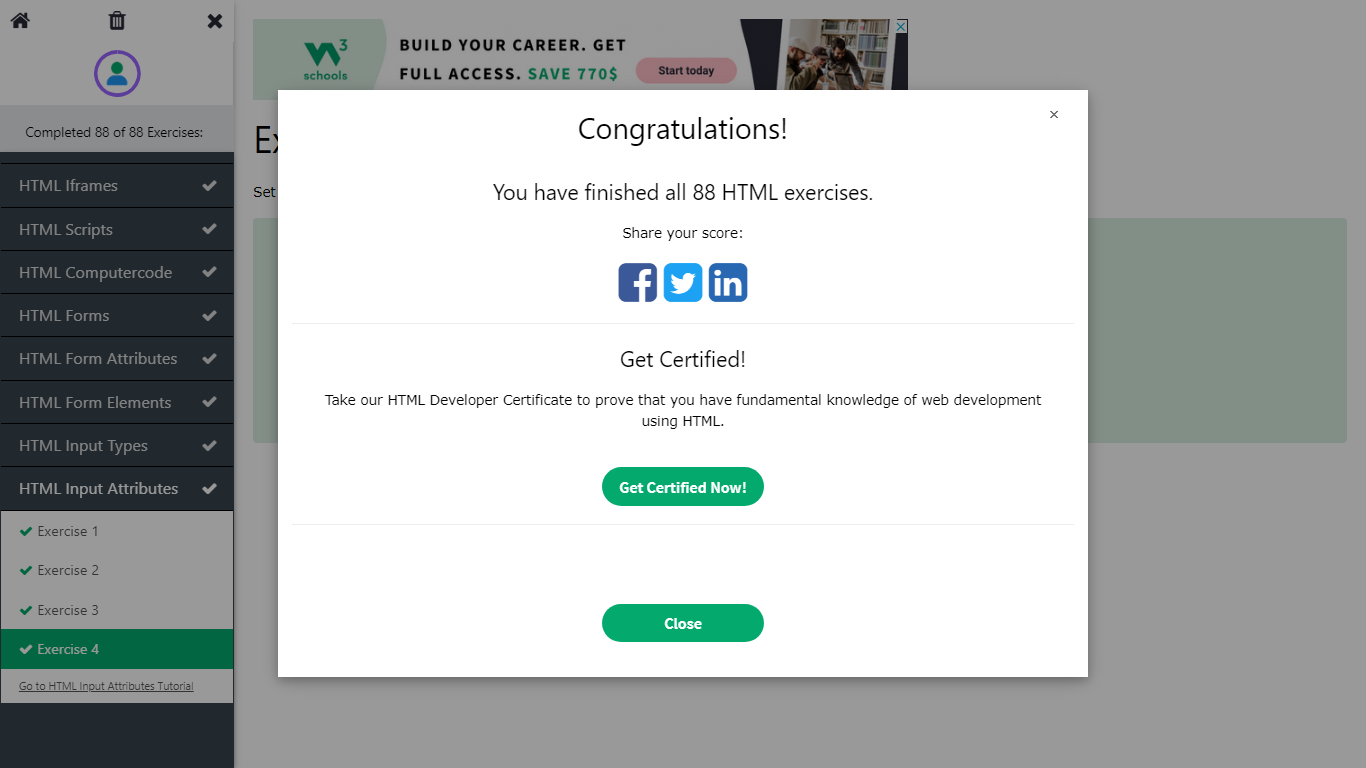 Completed 88 of 88 Exercises:
HTML Iframes
HTML Scripts
HTML Computercode
HTML Forms
HTML Form Attributes
HTML Form Elements
HTML Input Types
HTML Input Attributes
Exercise 1
Exercise 2
Exercise 3
Exercise 4
Go to HTML Input Attributes Tutorial
W3
schools
BUILD YOUR CAREER. GET
FULL ACCESS. SAVE 770$
Start today
Ex
Set
×
Congratulations!
You have finished all 88 HTML exercises.
Share your score:
Get Certified!
Take our HTML Developer Certificate to prove that you have fundamental knowledge of web development
using HTML.
Get Certified Now!
Close